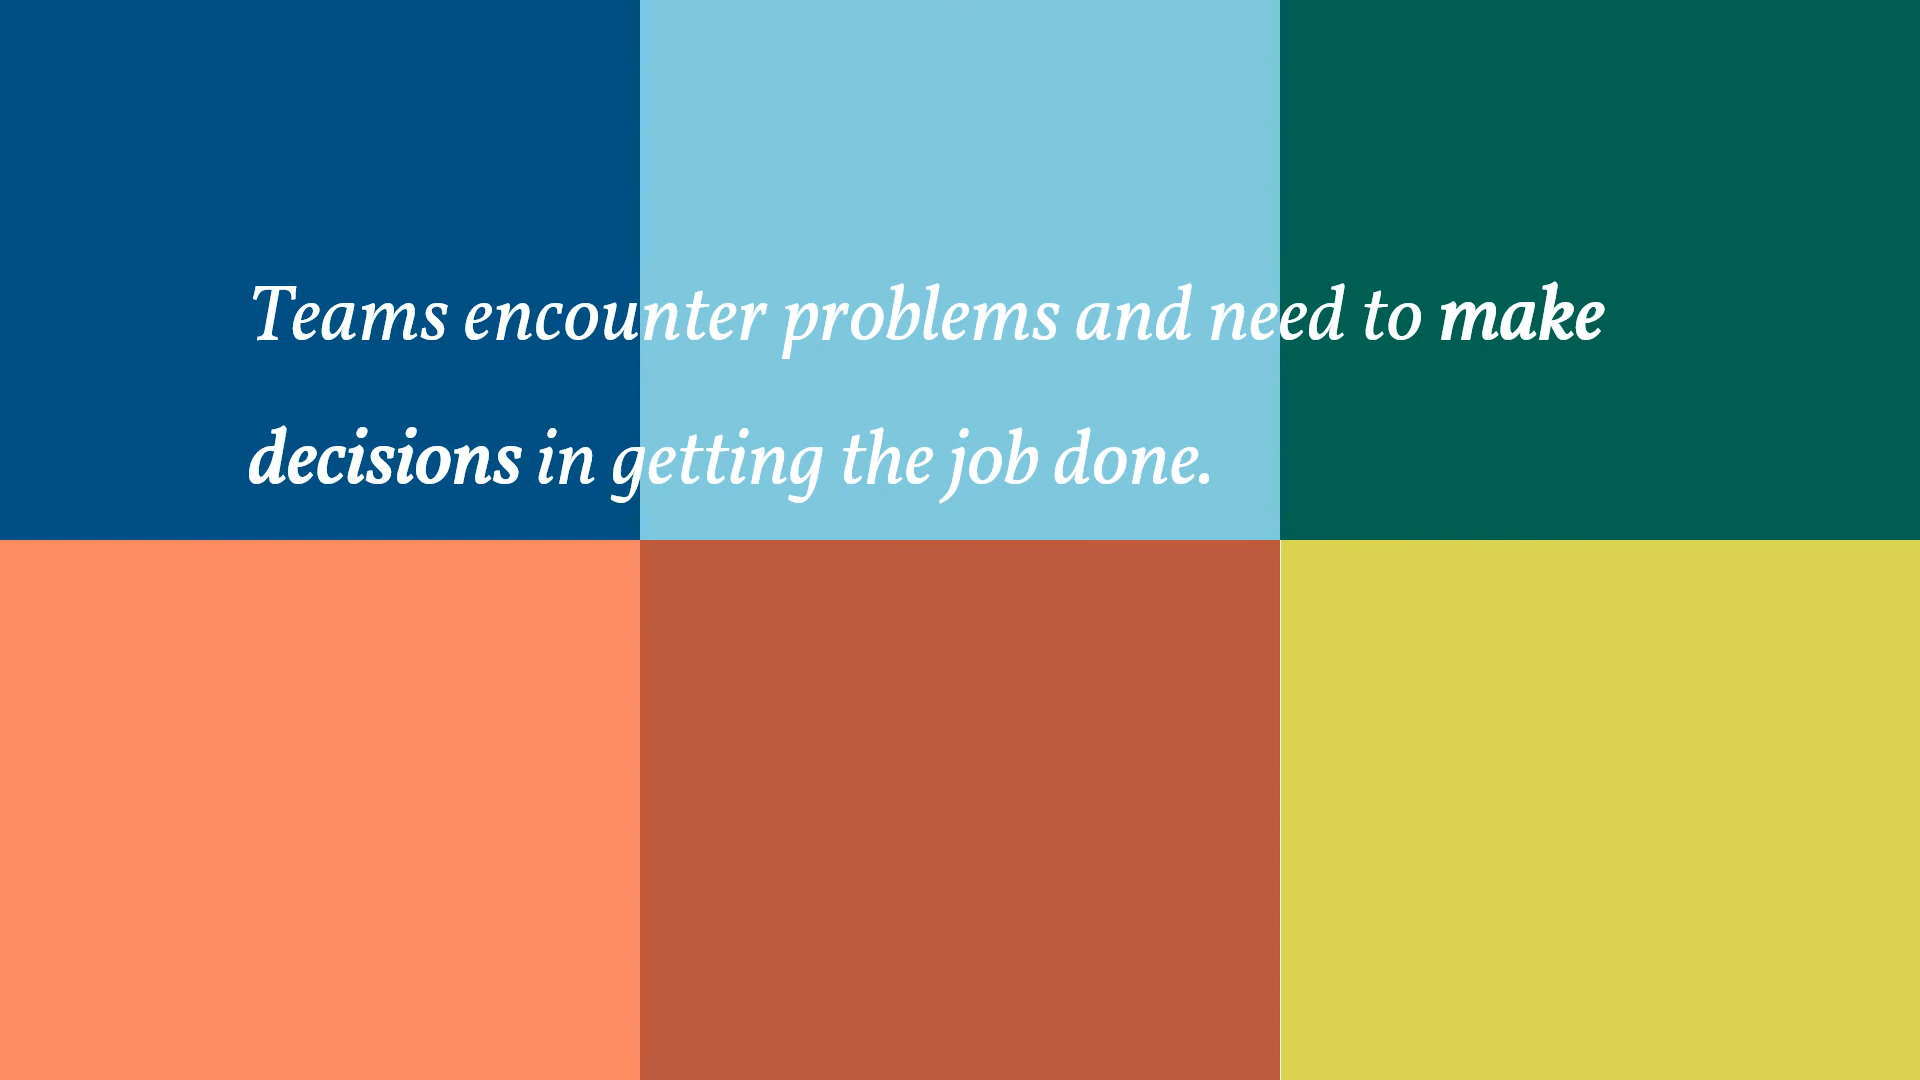 Teams encounter problems and need to make
decisions in getting the job done.